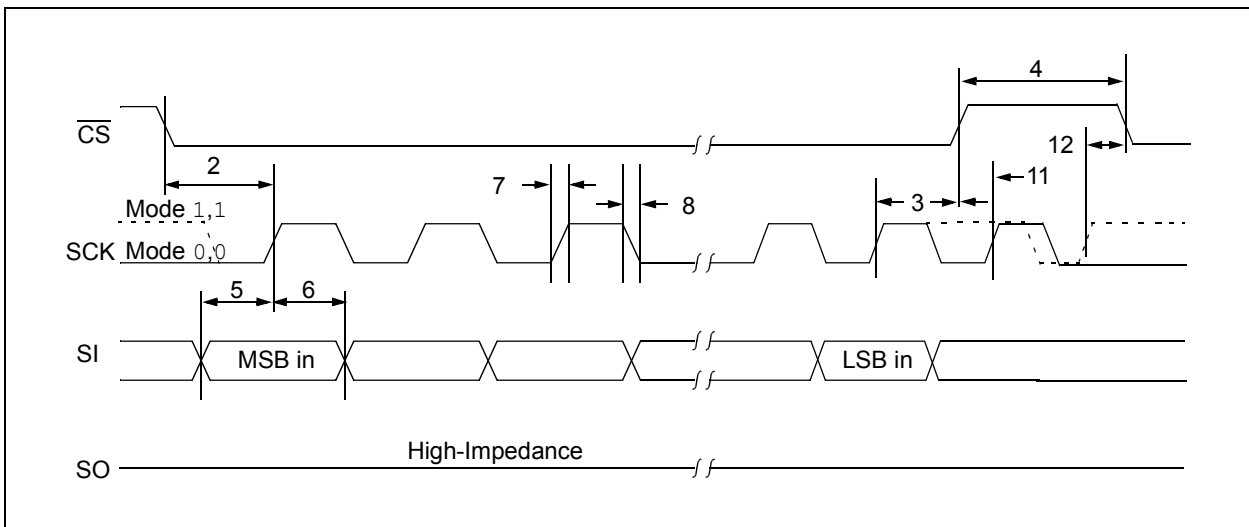 4
CS
12
2
7
8
3
11
Mode 1,1
SCK Mode 0,0
5
6
SI
MSB in
LSB in
High-Impedance
SO